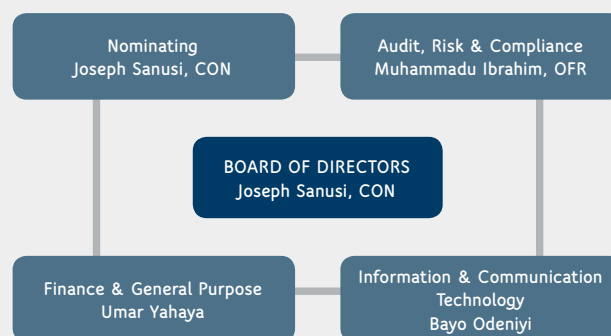 Nominating
Joseph Sanusi, CON
Audit, Risk & Compliance
Muhammadu Ibrahim, OFR
BOARD OF DIRECTORS
Joseph Sanusi, CON
Finance & General Purpose
Umar Yahaya
Information & Communication
Technology
Bayo Odeniyi